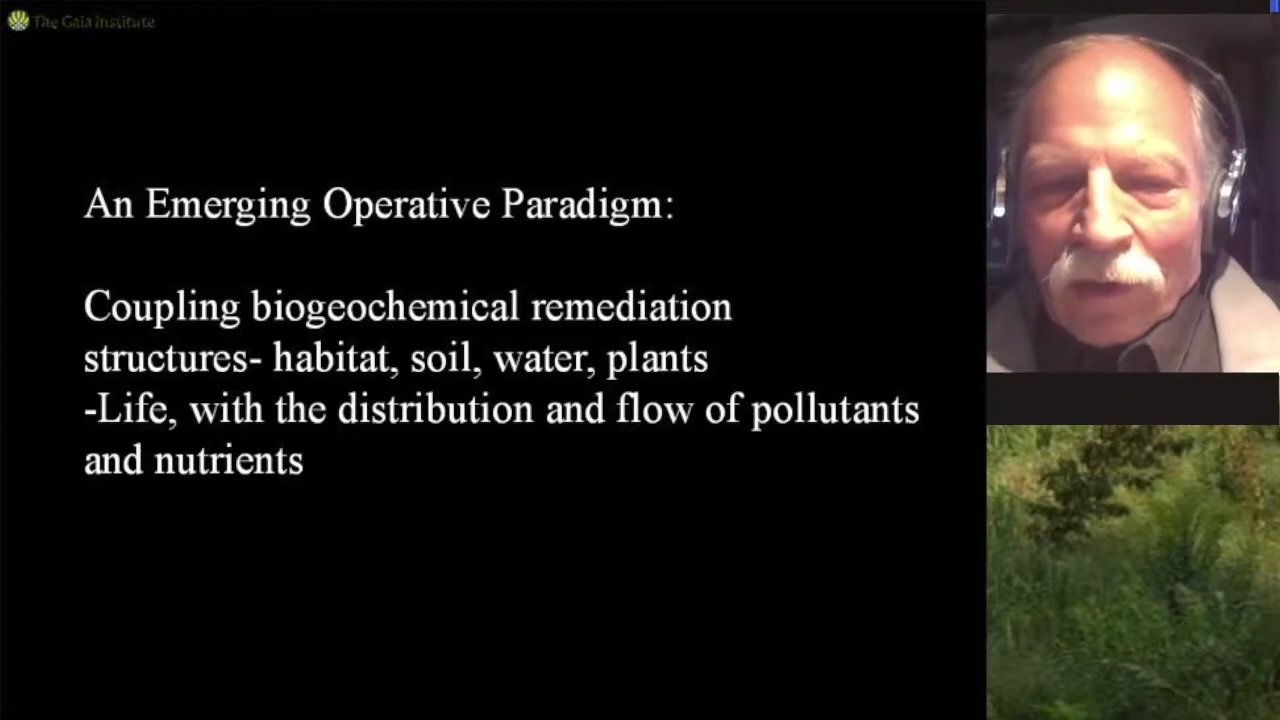 The Gaia Institute
An Emerging Operative Paradigm:
Coupling biogeochemical remediation
structures- habitat, soil, water, plants
-Life, with the distribution and flow of pollutants
and nutrients